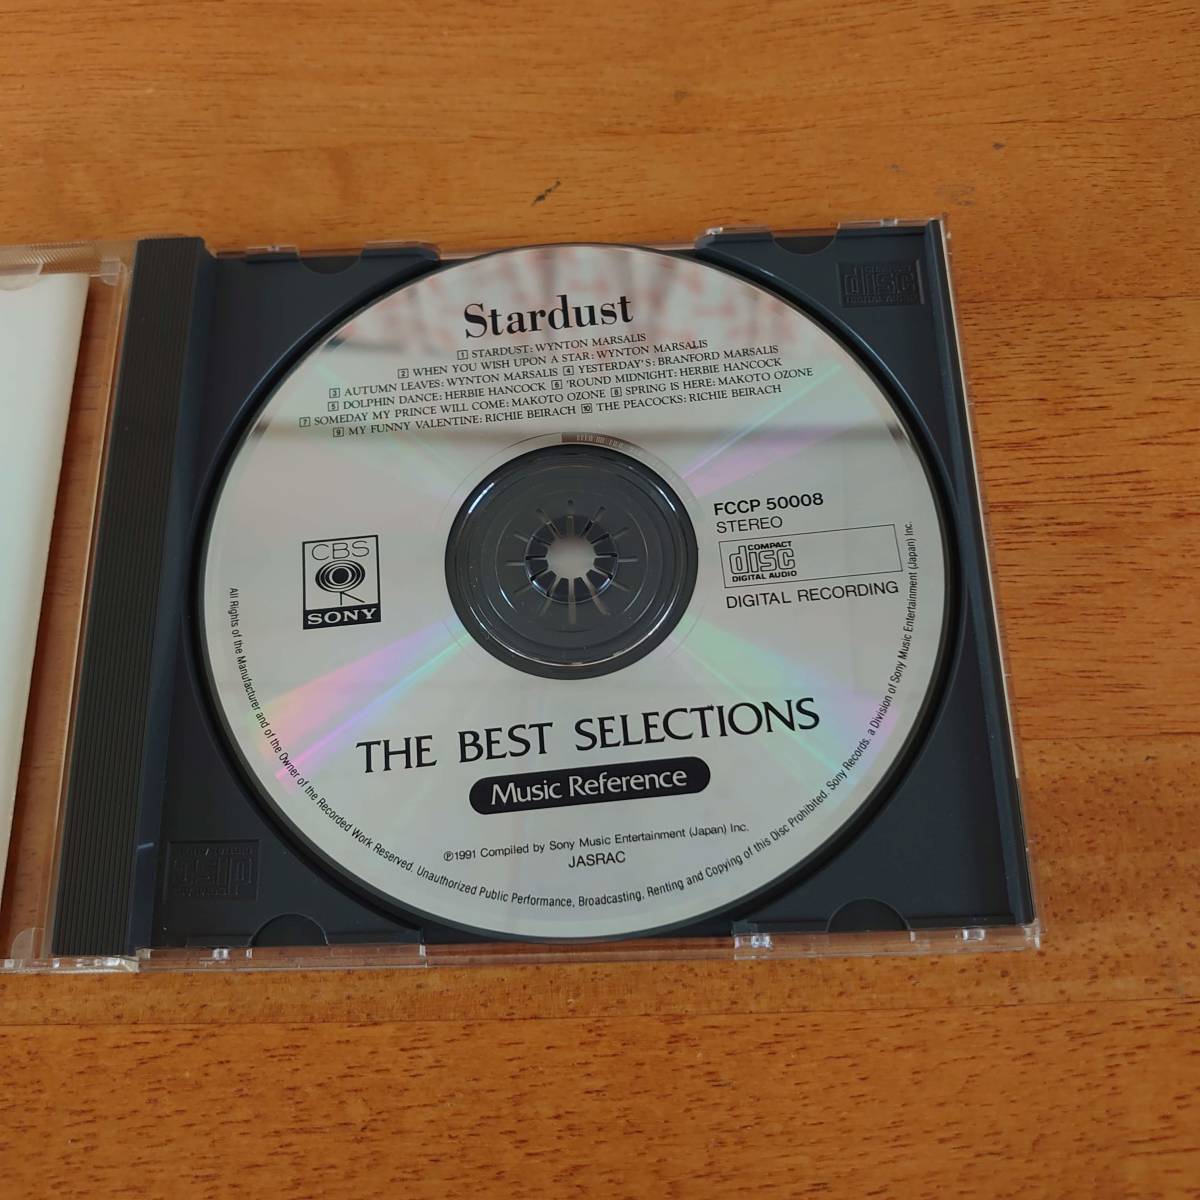 Stardust
1 STARDUST: WYNTON MARSALIS
2 WHEN YOU WISH UPON A STAR: WYNTON MARSALIS
3 AUTUMN LEAVES: WYNTON MARSALIS 4 YESTERDAY'S: BRANFORD MARSALIS
5 DOLPHIN DANCE: HERBIE HANCOCK 6 'ROUND MIDNIGHT: HERBIE HANCOCK
7 SOMEDAY MY PRINCE WILL COME: MAKOTO OZONE 8 SPRING IS HERE: MAKOTO OZONE
9 MY FUNNY VALENTINE: RICHIE BEIRACH 10 THE PEACOCKS: RICHIE BEIRACH
CBS
SONY
FCCP 50008
STEREO
COMPACT
disc
DIGITAL AUDIO
DIGITAL RECORDING
THE BEST SELECTIONS
Music Reference
℗1991 Compiled by Sony Music Entertainment (Japan) Inc.
JASRAC
All Rights of the Manufacturer and of the Owner of the Recorded Work Reserved. Unauthorized Public Performance, Broadcasting, Renting and Copying of this Disc Prohibited. Sony Records. a Division of Sony Music Entertainment (Japan) Inc.
disc